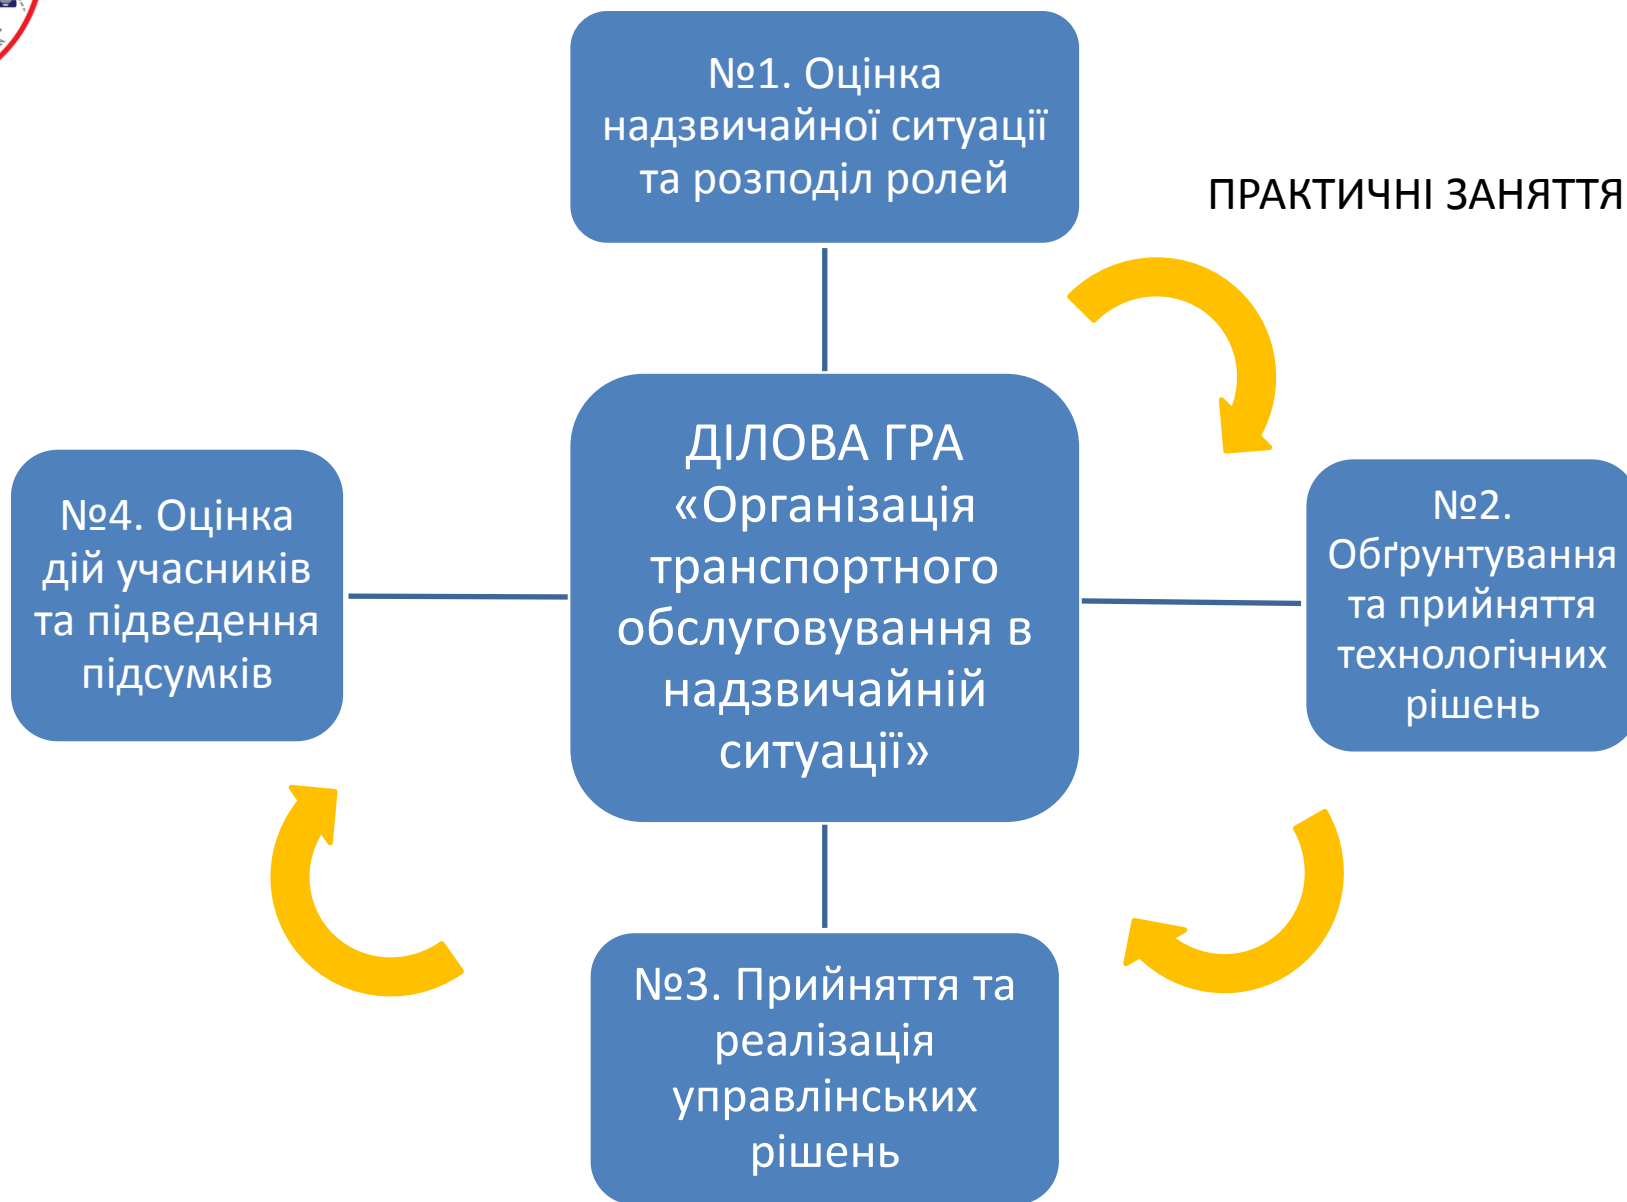 №1. Оцінка
надзвичайної ситуації
та розподіл ролей
ПРАКТИЧНІ ЗАНЯТТЯ
ДІЛОВА ГРА
«Організація
транспортного
обслуговування в
надзвичайній
ситуації»
№2.
Обґрунтування
та прийняття
технологічних
рішень
№3. Прийняття та
реалізація
управлінських
рішень
№4. Оцінка
дій учасників
та підведення
підсумків